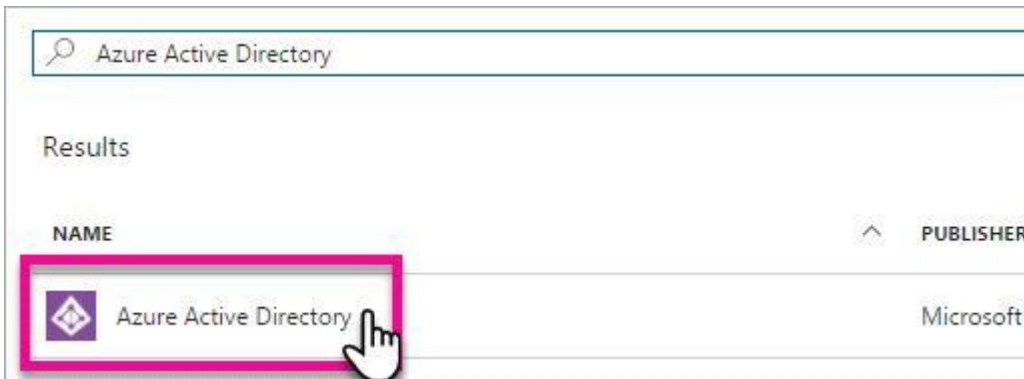 Azure Active Directory
Results
NAME PUBLISHER
Azure Active Directory Microsoft